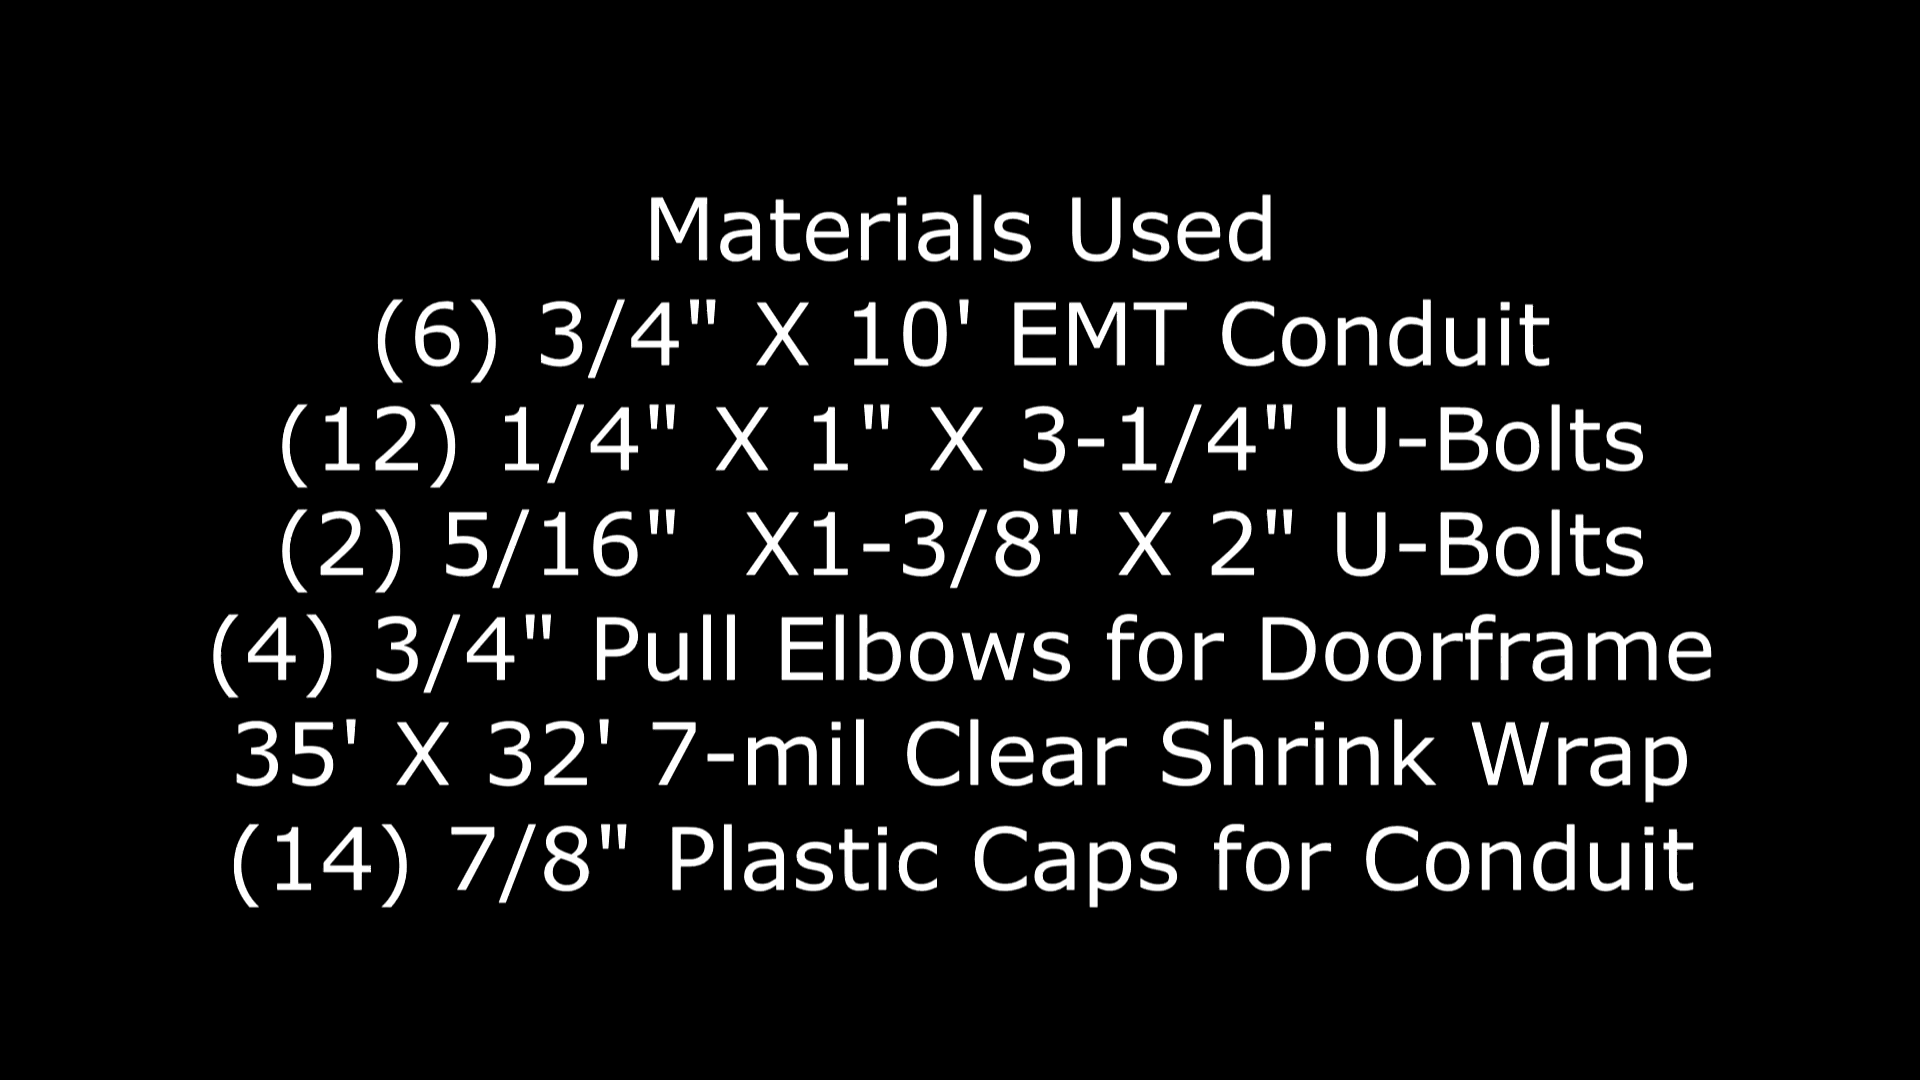 Materials Used
(6) 3/4" X 10' EMT Conduit
(12) 1/4" X 1" X 3-1/4" U-Bolts
(2) 5/16"  X1-3/8" X 2" U-Bolts
(4) 3/4" Pull Elbows for Doorframe
35' X 32' 7-mil Clear Shrink Wrap
(14) 7/8" Plastic Caps for Conduit